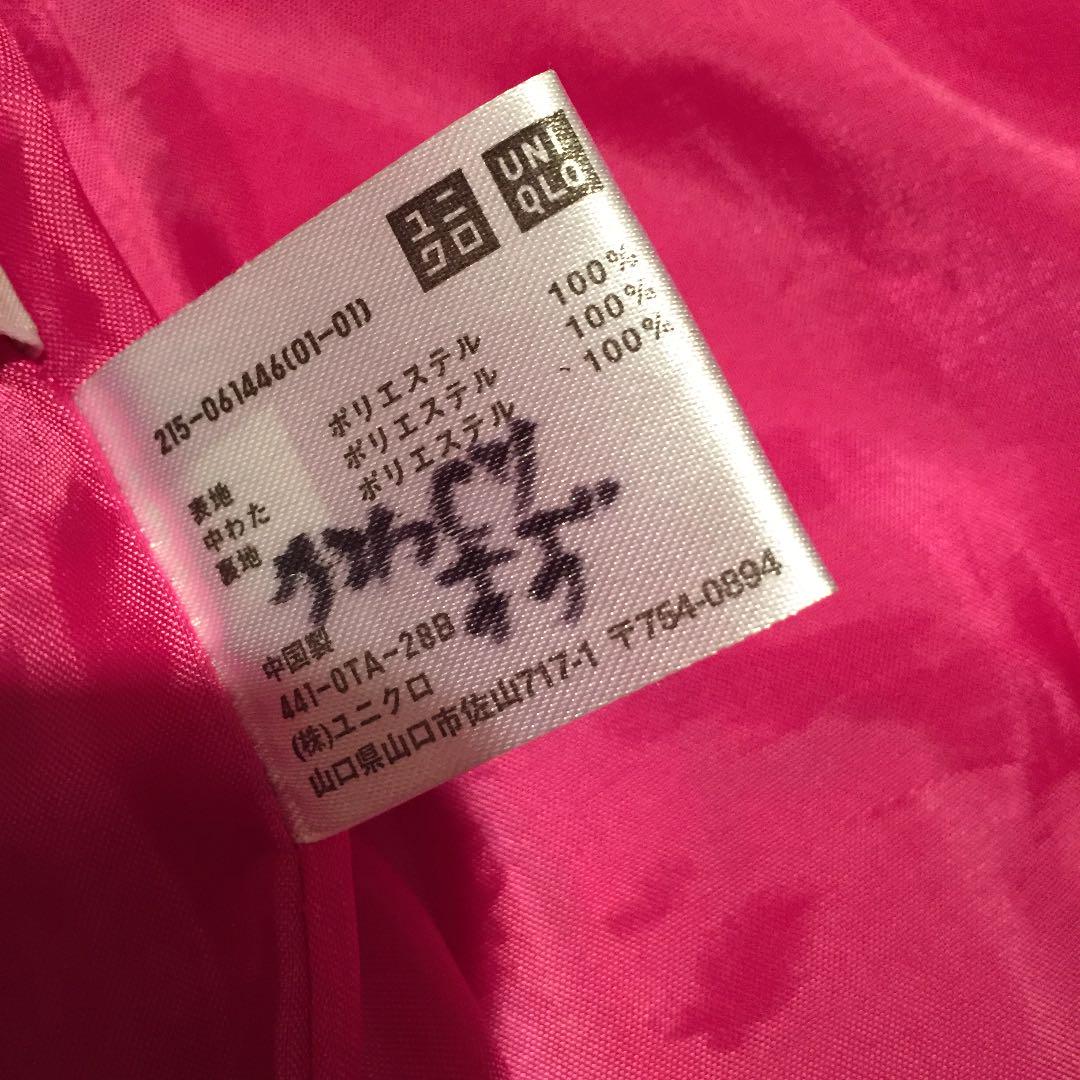 ユニクロ UNIQLO
215-061446(01-01)
表地 ポリエステル 100%
中わた ポリエステル 100%
裏地 ポリエステル 100%
中国製
441-0TA-28B
(株)ユニクロ
山口県山口市佐山717-1 〒754-0894